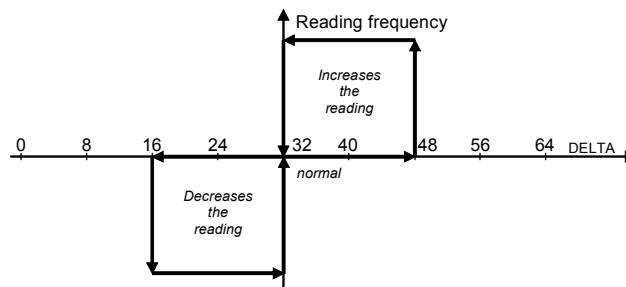 Reading frequency
Increases
the
reading
0 8 16 24 32 40 48 56 64 DELTA
normal
Decreases
the
reading